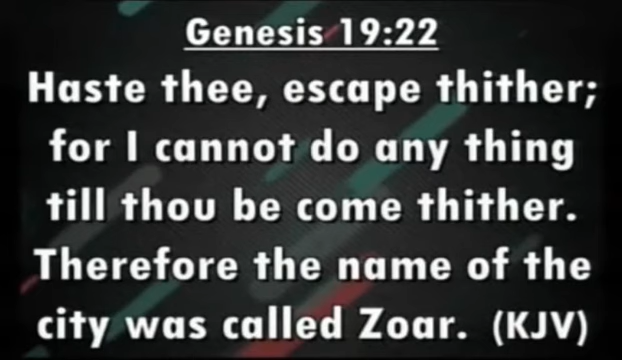 Genesis 19:22
Haste thee, escape thither;
for I cannot do any thing
till thou be come thither.
Therefore the name of the
city was called Zoar. (KJV)